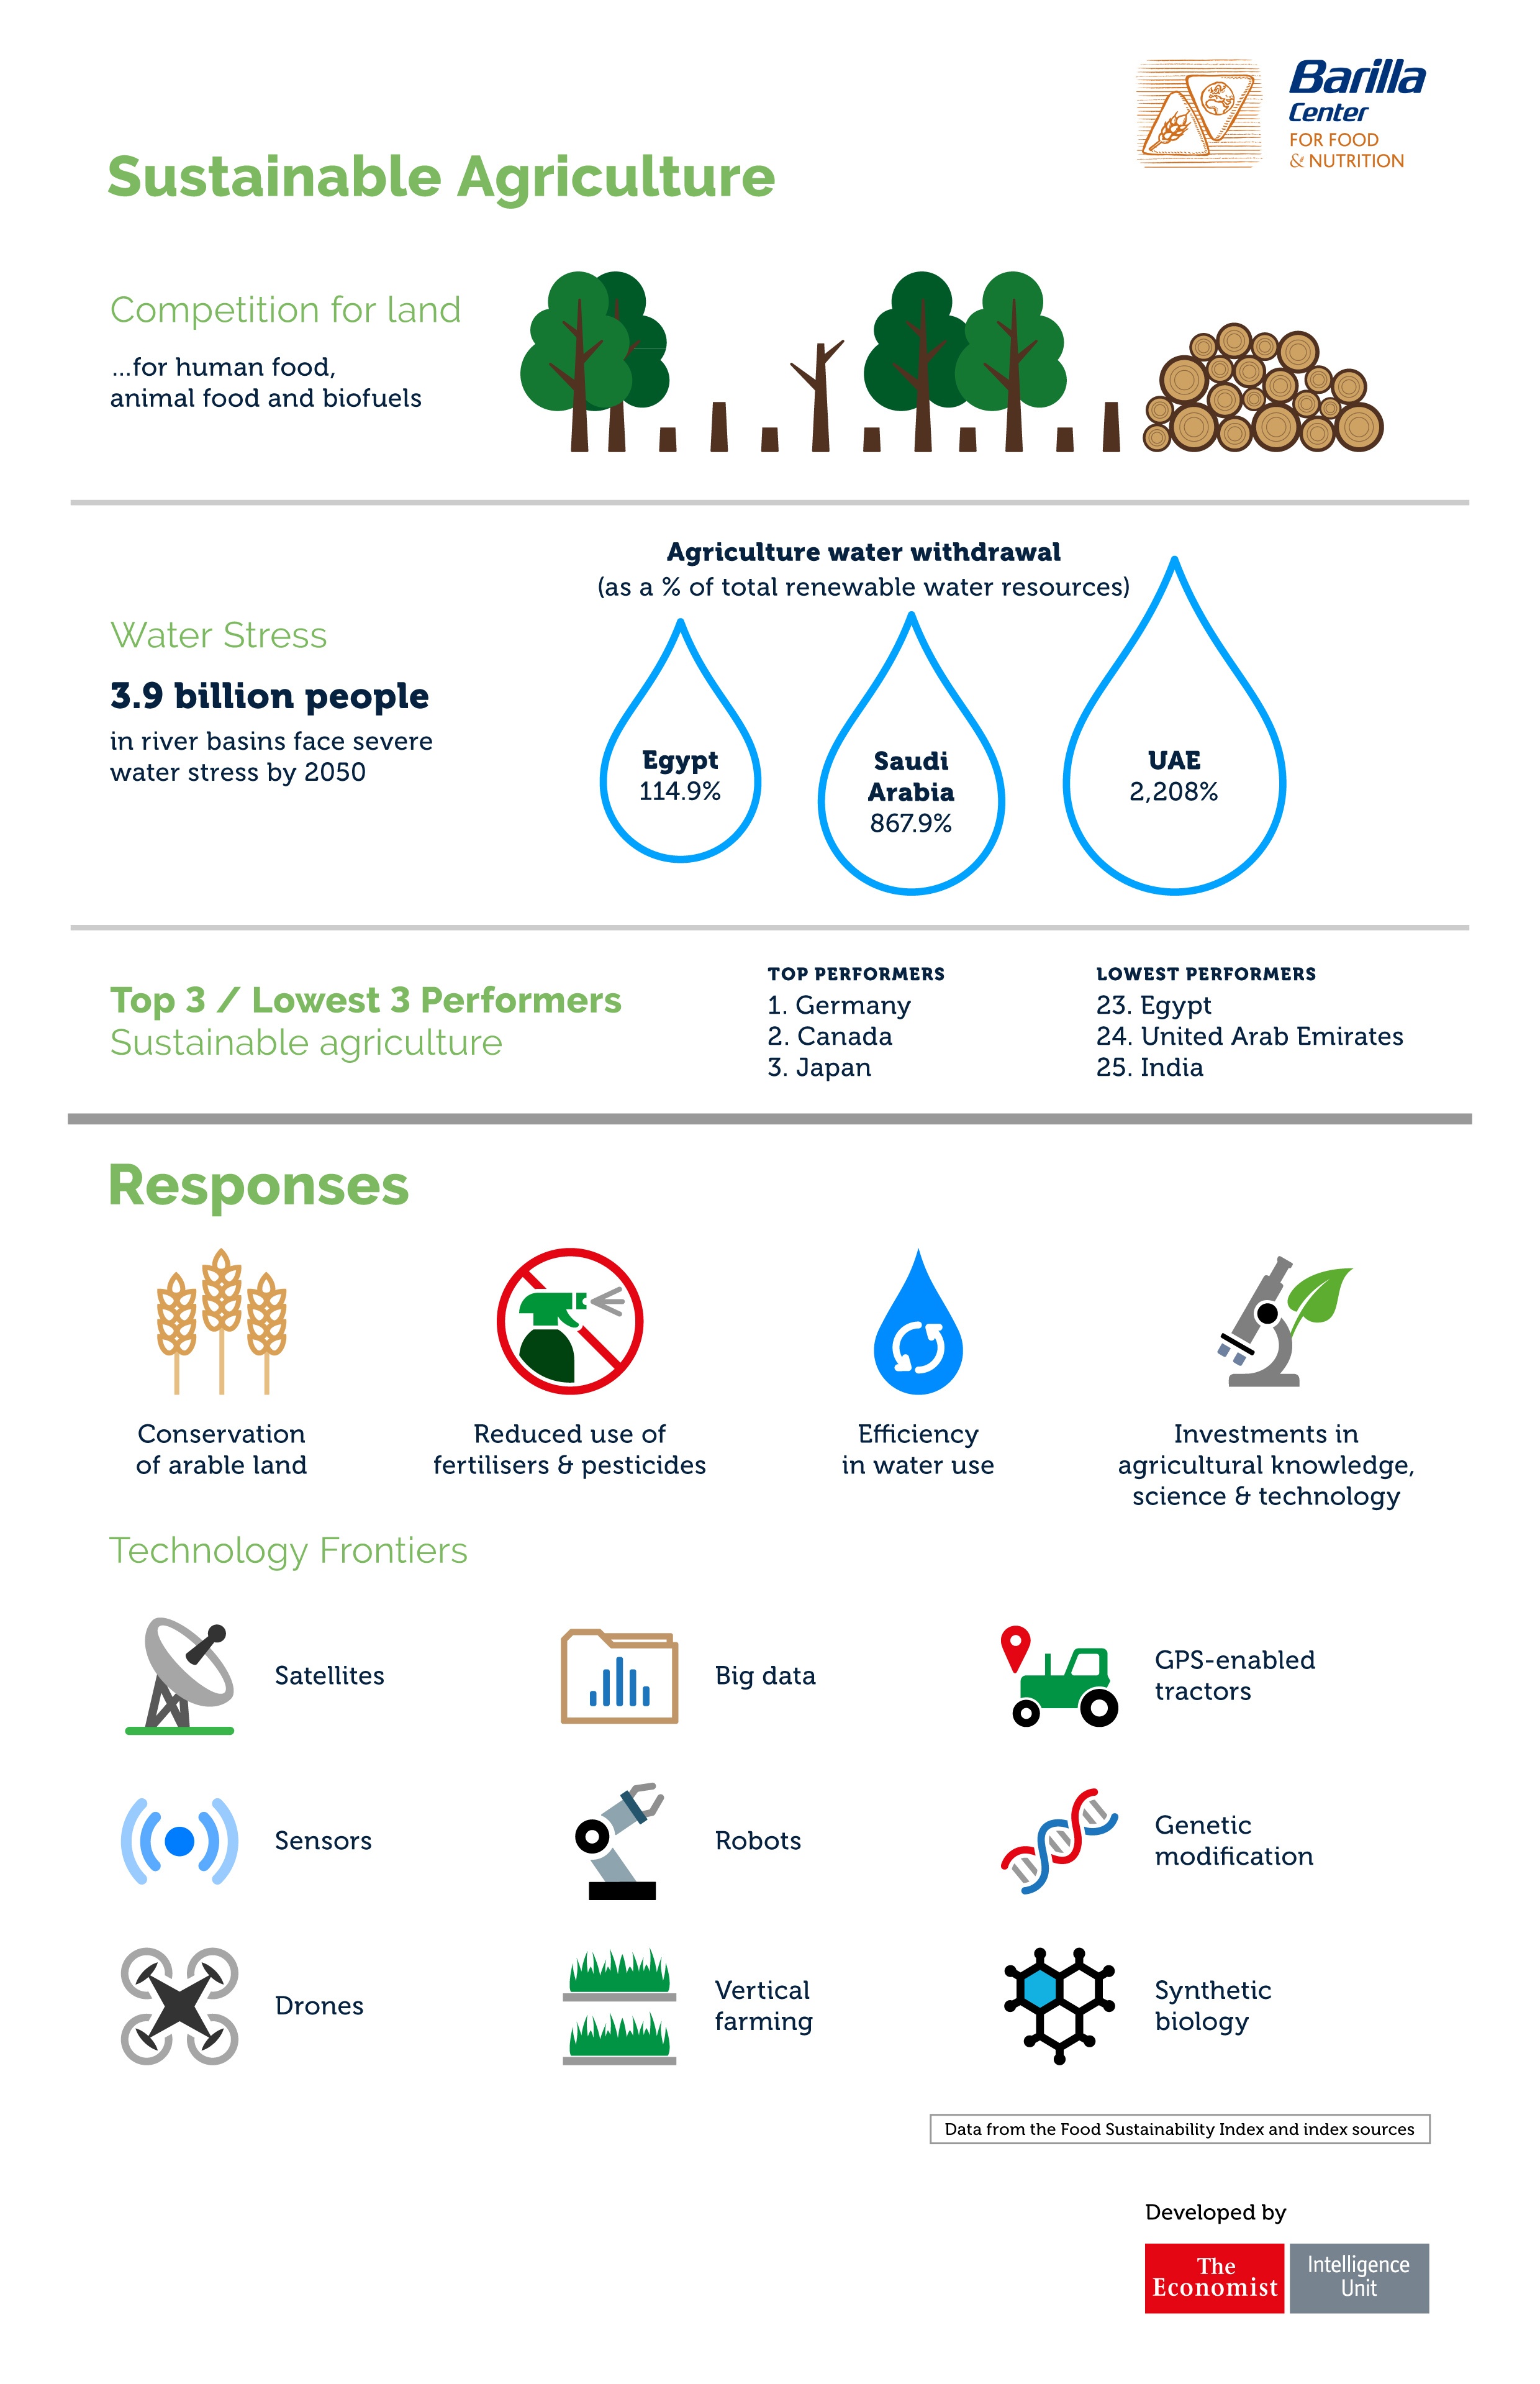 Barilla
Center
FOR FOOD
& NUTRITION
Sustainable Agriculture
Competition for land
...for human food,
animal food and biofuels
Agriculture water withdrawal
(as a % of total renewable water resources)
Water Stress
3.9 billion people
in river basins face severe
water stress by 2050
Egypt
114.9%
Saudi
Arabia
867.9%
UAE
2,208%
Top 3 / Lowest 3 Performers
Sustainable agriculture
TOP PERFORMERS
1. Germany
2. Canada
3. Japan
LOWEST PERFORMERS
23. Egypt
24. United Arab Emirates
25. India
Responses
Conservation
of arable land
Reduced use of
fertilisers & pesticides
Efficiency
in water use
Investments in
agricultural knowledge,
science & technology
Technology Frontiers
Satellites
Big data
GPS-enabled
tractors
Sensors
Robots
Genetic
modification
Drones
Vertical
farming
Synthetic
biology
Data from the Food Sustainability Index and index sources
Developed by
The
Economist
Intelligence
Unit